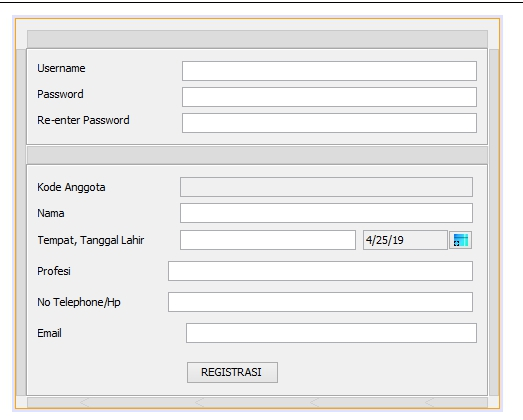 Username
Password
Re-enter Password
Kode Anggota
Nama
Tempat, Tanggal Lahir 4/25/19
Profesi
No Telephone/Hp
Email
REGISTRASI